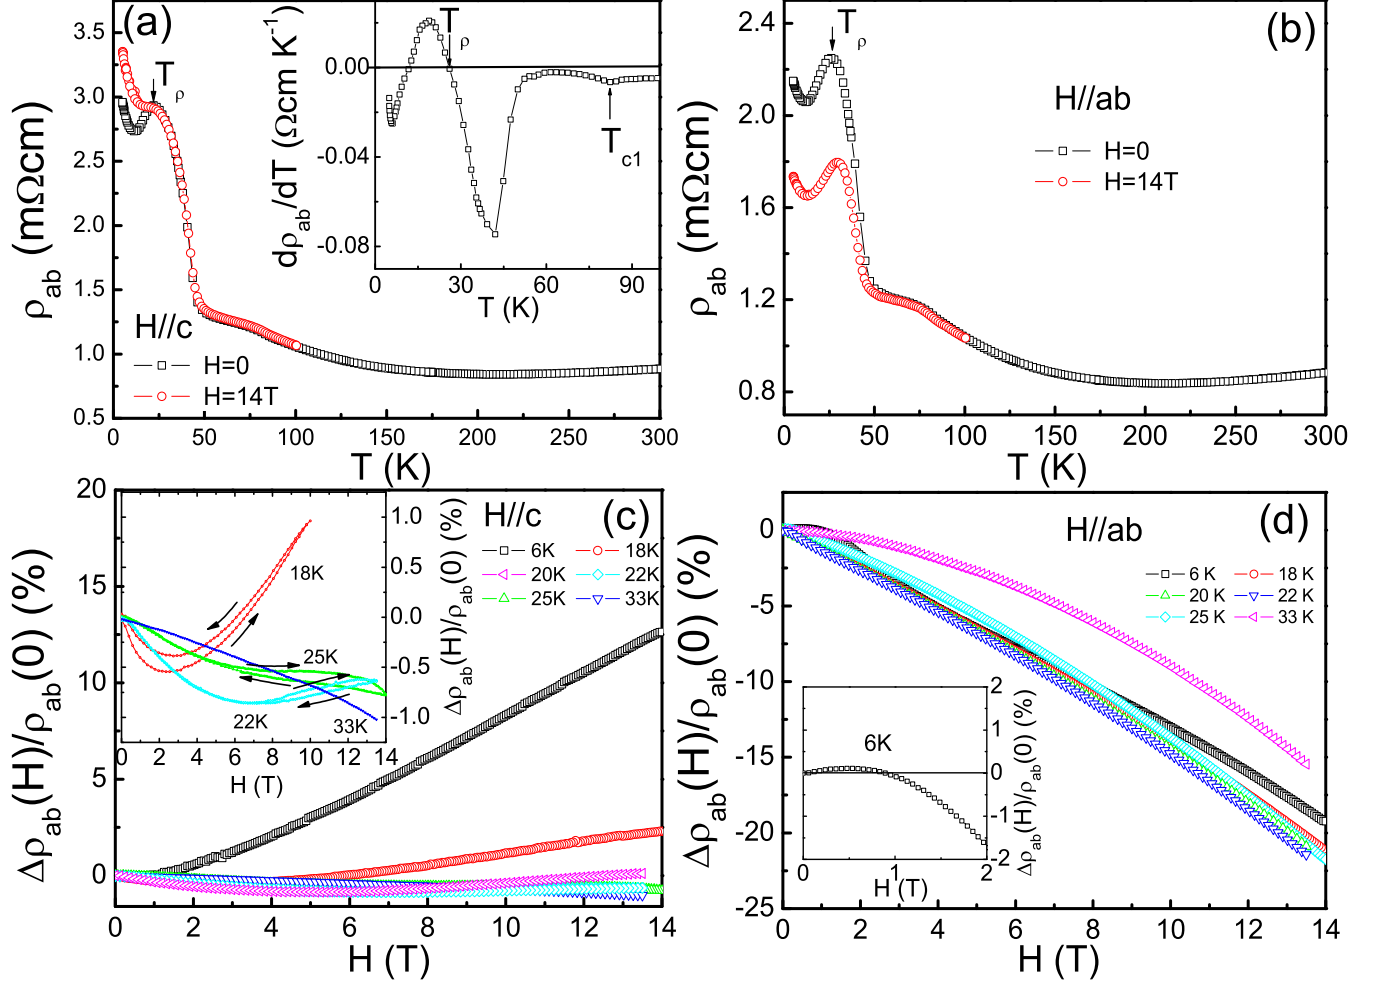 (a)
T
ρ
3.5
3.0
2.5
2.0
1.5
1.0
0.5
ρab (mΩcm)
H//c
H=0
H=14T
0 50 100 150 200 250 300
T (K)
T
ρ
0.00
-0.04
-0.08
dρab/dT (Ωcm K-1)
Tc1
0 30 60 90
T (K)
(b)
T
ρ
2.4
2.0
1.6
1.2
0.8
ρab (mΩcm)
H//ab
H=0
H=14T
0 50 100 150 200 250 300
T (K)
(c)
H//c
20
15
10
5
0
Δρab(H)/ρab(0) (%)
6K 18K
20K 22K
25K 33K
0 2 4 6 8 10 12 14
H (T)
1.0
0.5
0.0
-0.5
-1.0
Δρab(H)/ρab(0) (%)
18K
25K
22K
33K
0 2 4 6 8 10 12 14
H (T)
(d)
H//ab
0
-5
-10
-15
-20
-25
Δρab(H)/ρab(0) (%)
6 K 18 K
20 K 22 K
25 K 33 K
0 2 4 6 8 10 12 14
H (T)
6K
2
1
0
-1
-2
Δρab(H)/ρab(0) (%)
0 1 2
H (T)